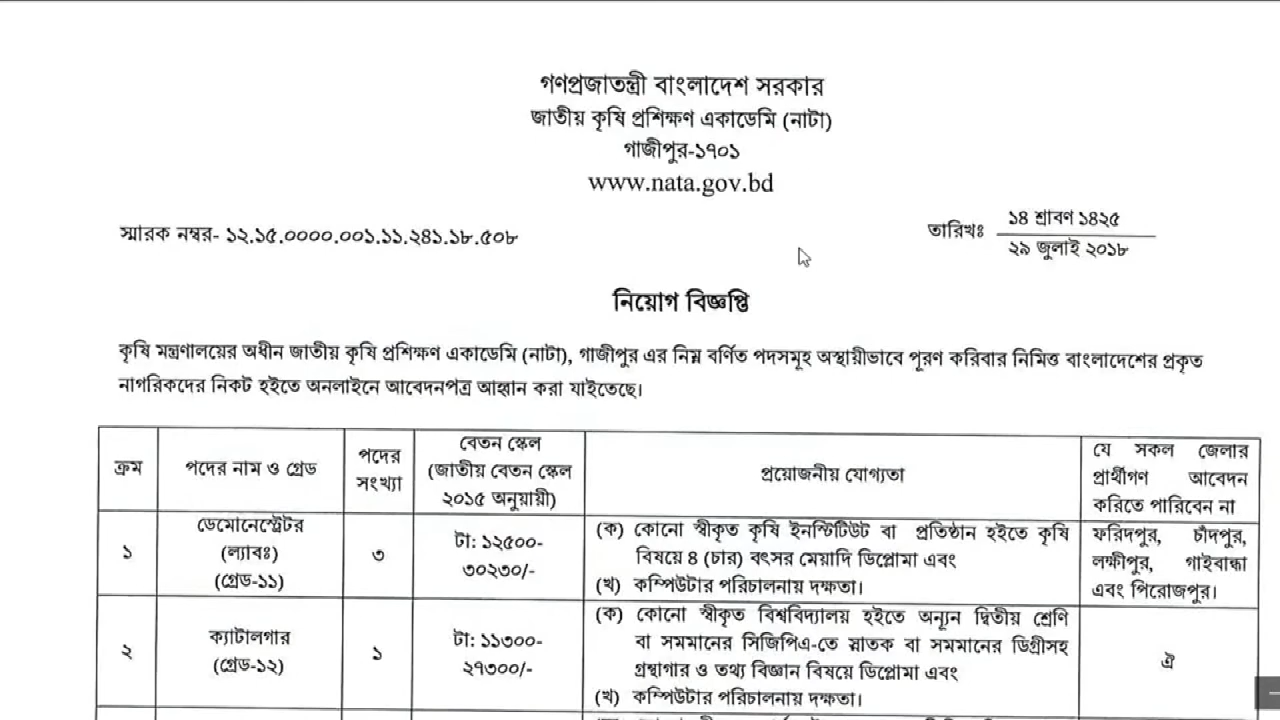 গণপ্রজাতন্ত্রী বাংলাদেশ সরকার
জাতীয় কৃষি প্রশিক্ষণ একাডেমি (নাটা)
গাজীপুর-১৭০১
www.nata.gov.bd
স্মারক নম্বর- ১২.১৫.০০০০.০০১.১১.২৪১.১৮.৫০৮
তারিখঃ ১৪ শ্রাবণ ১৪২৫
২৯ জুলাই ২০১৮
নিয়োগ বিজ্ঞপ্তি
কৃষি মন্ত্রণালয়ের অধীন জাতীয় কৃষি প্রশিক্ষণ একাডেমি (নাটা), গাজীপুর এর নিম্ন বর্ণিত পদসমূহ অস্থায়ীভাবে পূরণ করিবার নিমিত্ত বাংলাদেশের প্রকৃত
নাগরিকদের নিকট হইতে অনলাইনে আবেদনপত্র আহ্বান করা যাইতেছে।
ক্রম
পদের নাম ও গ্রেড
পদের
সংখ্যা
বেতন স্কেল
(জাতীয় বেতন স্কেল
২০১৫ অনুযায়ী)
প্রয়োজনীয় যোগ্যতা
যে সকল জেলার
প্রার্থীগণ আবেদন
করিতে পারিবেন না
১
ডেমোনেস্ট্রেটর
(ল্যাবঃ)
(গ্রেড-১১)
৩
টা: ১২৫০০-
৩০২৩০/-
(ক) কোনো স্বীকৃত কৃষি ইনস্টিটিউট বা প্রতিষ্ঠান হইতে কৃষি
বিষয়ে ৪ (চার) বৎসর মেয়াদি ডিপ্লোমা এবং
(খ) কম্পিউটার পরিচালনায় দক্ষতা।
ফরিদপুর, চাঁদপুর,
লক্ষীপুর, গাইবান্ধা
এবং পিরোজপুর।
২
ক্যাটালগার
(গ্রেড-১২)
১
টা: ১১৩০০-
২৭৩০০/-
(ক) কোনো স্বীকৃত বিশ্ববিদ্যালয় হইতে অন্যূন দ্বিতীয় শ্রেণি
বা সমমানের সিজিপিএ-তে স্নাতক বা সমমানের ডিগ্রীসহ
গ্রন্থাগার ও তথ্য বিজ্ঞান বিষয়ে ডিপ্লোমা এবং
(খ) কম্পিউটার পরিচালনায় দক্ষতা।
ঐ